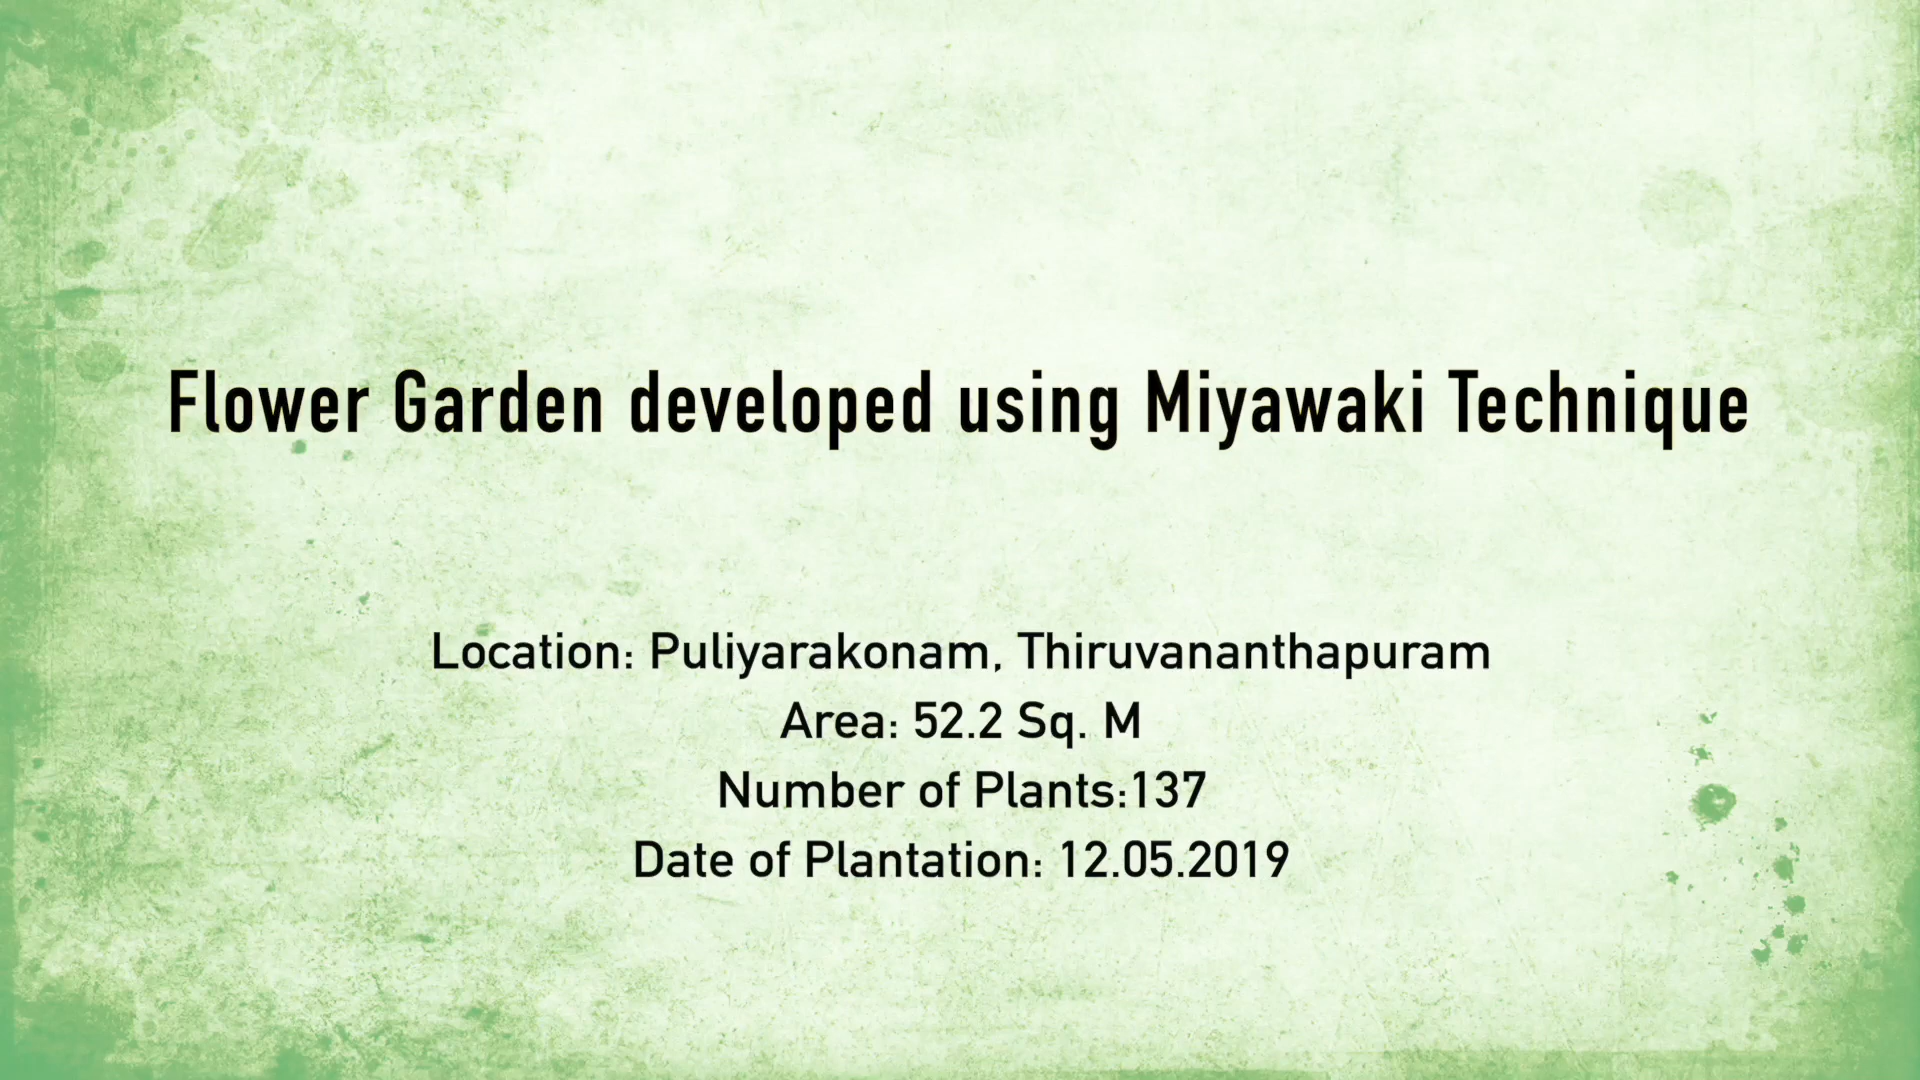 Flower Garden developed using Miyawaki Technique
Location: Puliyarakonam, Thiruvananthapuram
Area: 52.2 Sq. M
Number of Plants:137
Date of Plantation: 12.05.2019